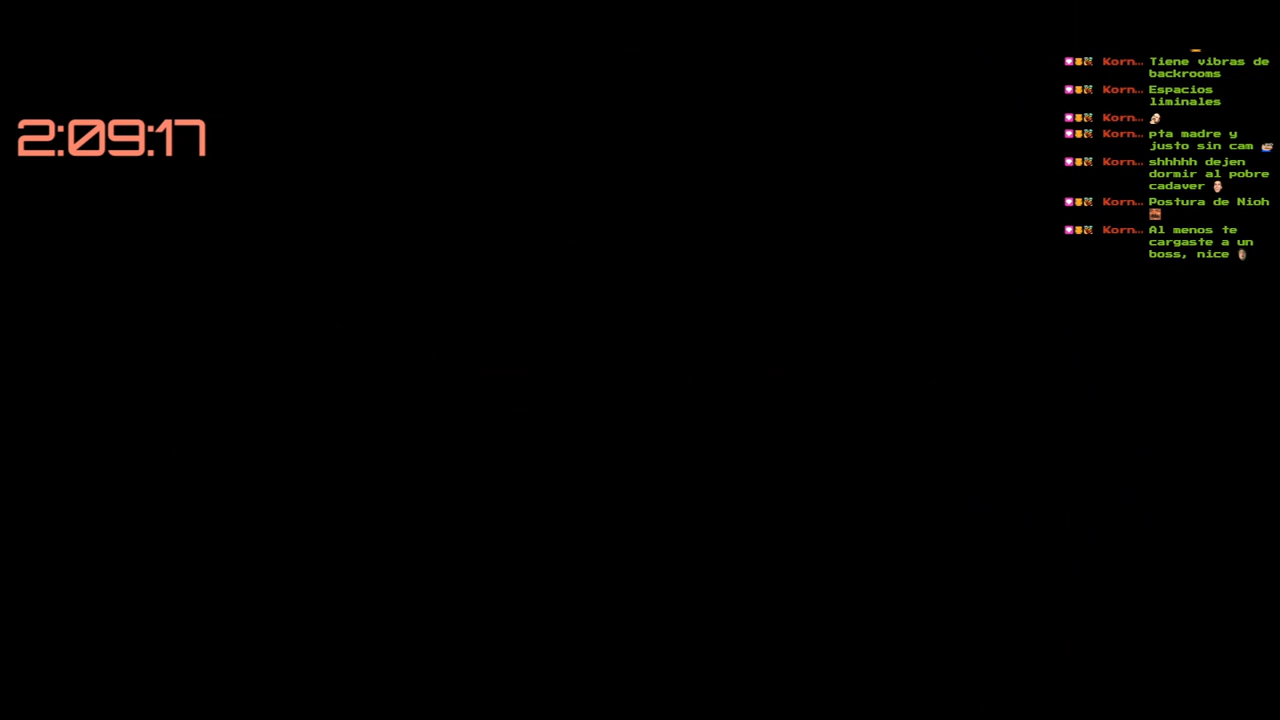 2:09:17
Korn… Tiene vibras de
backrooms
Korn… Espacios
liminales
Korn…
Korn… pta madre y
justo sin cam
Korn… shhhhh dejen
dormir al pobre
cadaver
Korn… Postura de Nioh
Korn… Al menos te
cargaste a un
boss, nice